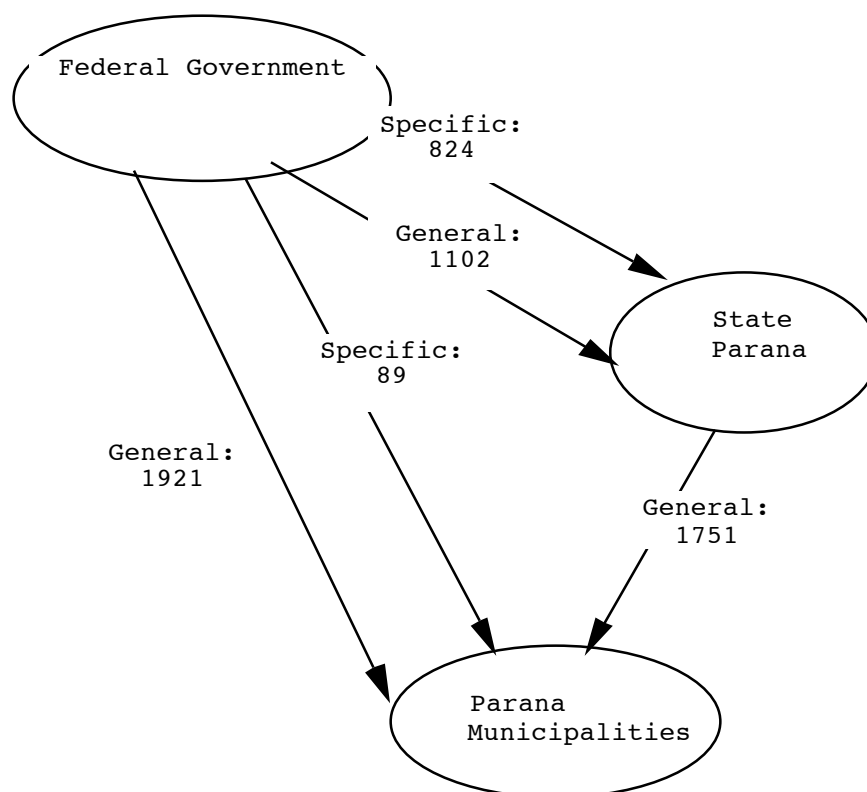 Federal Government
Specific:
824
General:
1102
State
Parana
Specific:
89
General:
1921
General:
1751
Parana
Municipalities